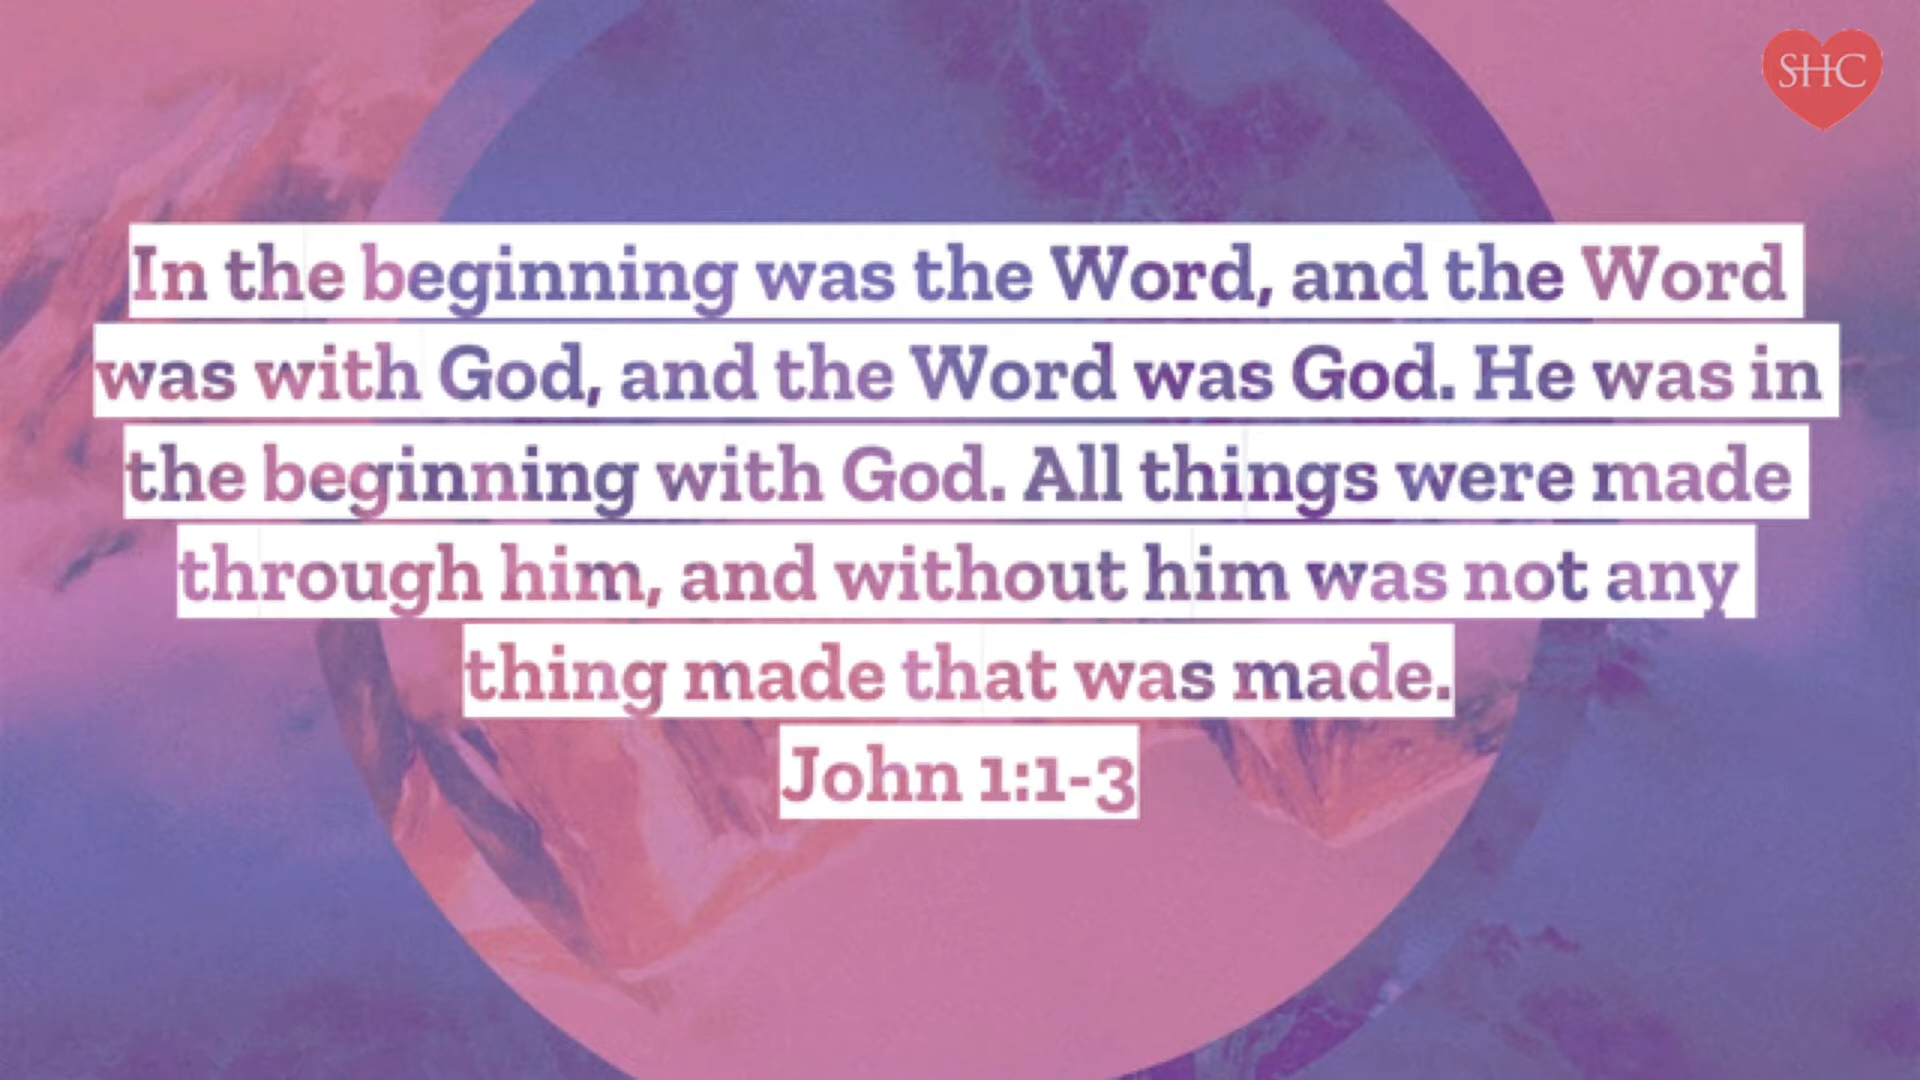 SHC
In the beginning was the Word, and the Word
was with God, and the Word was God. He was in
the beginning with God. All things were made
through him, and without him was not any
thing made that was made.
John 1:1-3